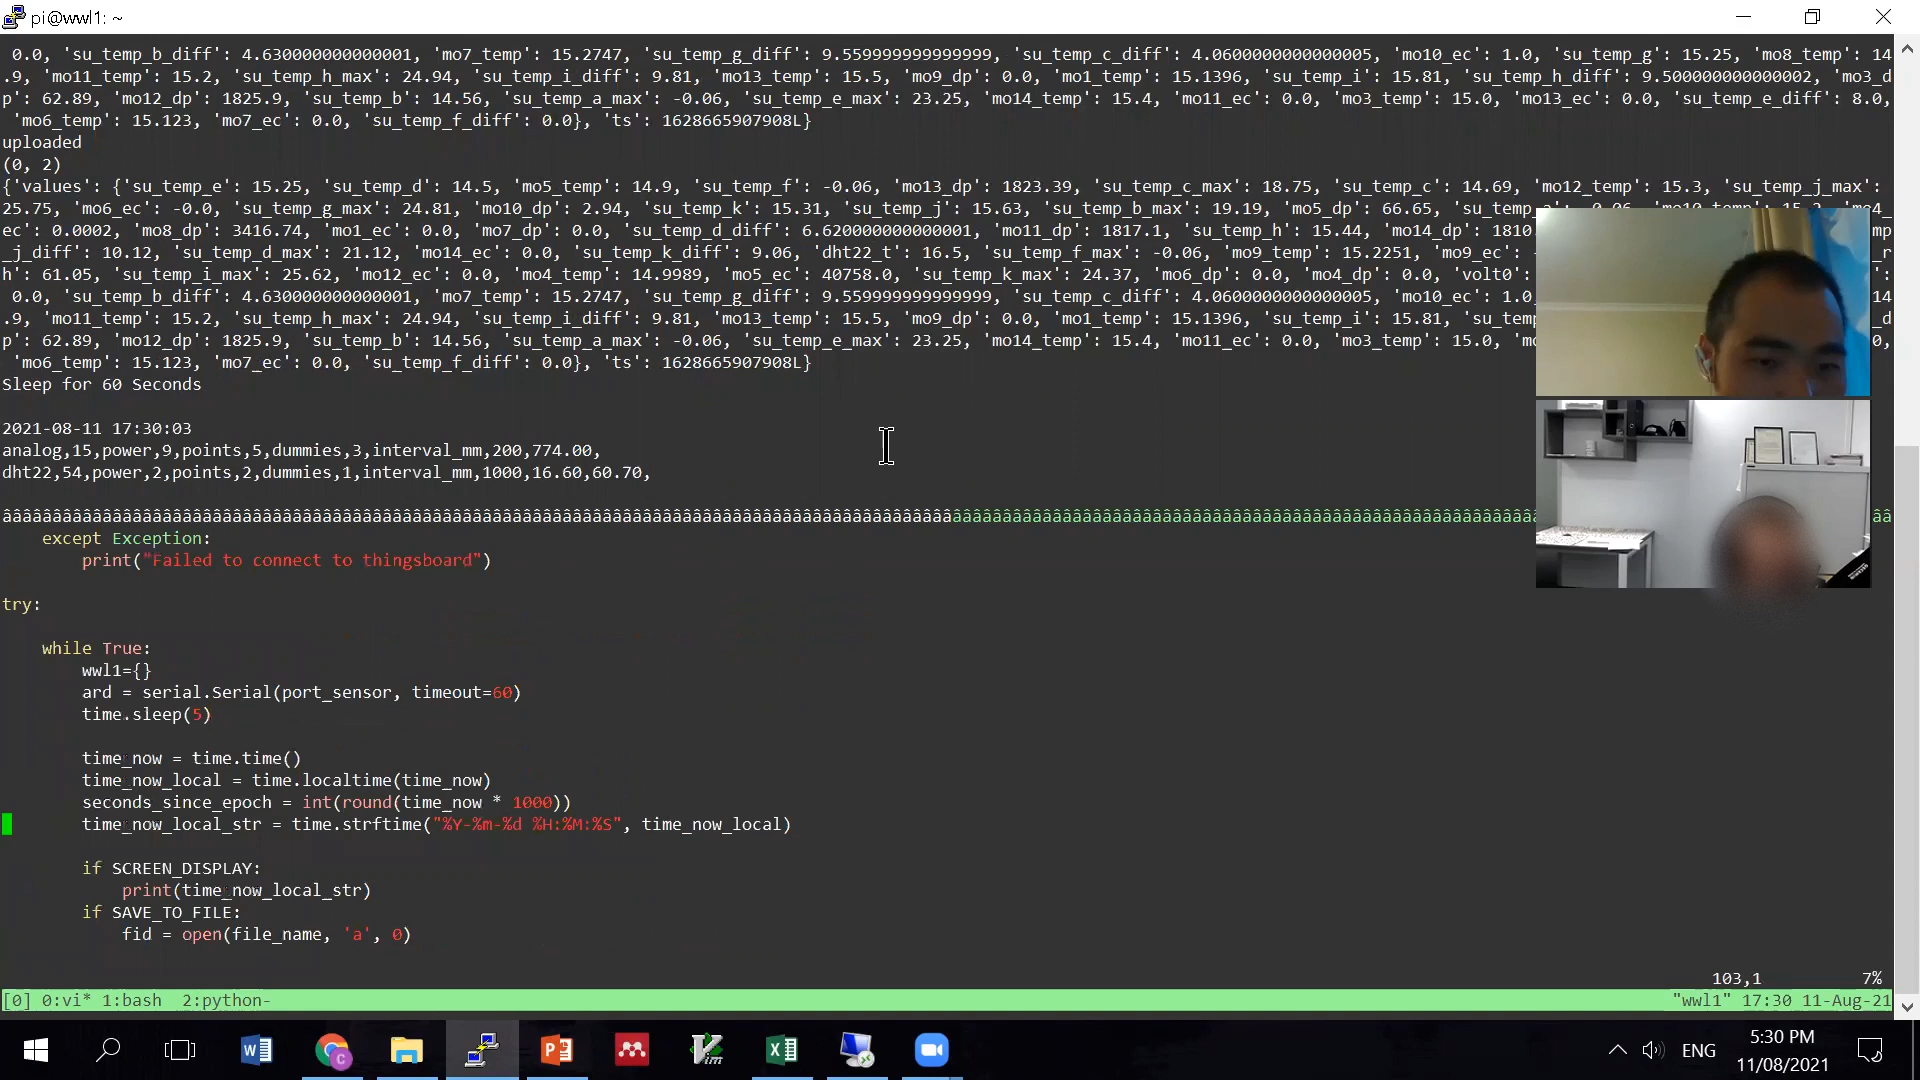 pi@wwl1: ~
0.0, 'su_temp_b_diff': 4.630000000000001, 'mo7_temp': 15.2747, 'su_temp_g_diff': 9.559999999999999, 'su_temp_c_diff': 4.0600000000000005, 'mo10_ec': 1.0, 'su_temp_g': 15.25, 'mo8_temp': 14
.9, 'mo11_temp': 15.2, 'su_temp_h_max': 24.94, 'su_temp_i_diff': 9.81, 'mo13_temp': 15.5, 'mo9_dp': 0.0, 'mo1_temp': 15.1396, 'su_temp_i': 15.81, 'su_temp_h_diff': 9.500000000000002, 'mo3_d
p': 62.89, 'mo12_dp': 1825.9, 'su_temp_b': 14.56, 'su_temp_a_max': -0.06, 'su_temp_e_max': 23.25, 'mo14_temp': 15.4, 'mo11_ec': 0.0, 'mo3_temp': 15.0, 'mo13_ec': 0.0, 'su_temp_e_diff': 8.0,
'mo6_temp': 15.123, 'mo7_ec': 0.0, 'su_temp_f_diff': 0.0}, 'ts': 1628665907908L}
uploaded
(0, 2)
{'values': {'su_temp_e': 15.25, 'su_temp_d': 14.5, 'mo5_temp': 14.9, 'su_temp_f': -0.06, 'mo13_dp': 1823.39, 'su_temp_c_max': 18.75, 'su_temp_c': 14.69, 'mo12_temp': 15.3, 'su_temp_j_max':
25.75, 'mo6_ec': -0.0, 'su_temp_g_max': 24.81, 'mo10_dp': 2.94, 'su_temp_k': 15.31, 'su_temp_j': 15.63, 'su_temp_b_max': 19.19, 'mo5_dp': 66.65, 'mo4_
ec': 0.0002, 'mo8_dp': 3416.74, 'mo1_ec': 0.0, 'mo7_dp': 0.0, 'su_temp_d_diff': 6.620000000000001, 'mo11_dp': 1817.1, 'su_temp_h': 15.44, 'mo14_dp': 1810. mp
_j_diff': 10.12, 'su_temp_d_max': 21.12, 'mo14_ec': 0.0, 'su_temp_k_diff': 9.06, 'dht22_t': 16.5, 'su_temp_f_max': -0.06, 'mo9_temp': 15.2251, 'mo9_ec': _r
h': 61.05, 'su_temp_i_max': 25.62, 'mo12_ec': 0.0, 'mo4_temp': 14.9989, 'mo5_ec': 40758.0, 'su_temp_k_max': 24.37, 'mo6_dp': 0.0, 'mo4_dp': 0.0, 'volt0' ':
0.0, 'su_temp_b_diff': 4.630000000000001, 'mo7_temp': 15.2747, 'su_temp_g_diff': 9.559999999999999, 'su_temp_c_diff': 4.0600000000000005, 'mo10_ec': 1.0 14
.9, 'mo11_temp': 15.2, 'su_temp_h_max': 24.94, 'su_temp_i_diff': 9.81, 'mo13_temp': 15.5, 'mo9_dp': 0.0, 'mo1_temp': 15.1396, 'su_temp_i': 15.81, 'su_temp_ _d
p': 62.89, 'mo12_dp': 1825.9, 'su_temp_b': 14.56, 'su_temp_a_max': -0.06, 'su_temp_e_max': 23.25, 'mo14_temp': 15.4, 'mo11_ec': 0.0, 'mo3_temp': 15.0, 0,
'mo6_temp': 15.123, 'mo7_ec': 0.0, 'su_temp_f_diff': 0.0}, 'ts': 1628665907908L}
Sleep for 60 Seconds
2021-08-11 17:30:03
analog,15,power,9,points,5,dummies,3,interval_mm,200,774.00,
dht22,54,power,2,points,2,dummies,1,interval_mm,1000,16.60,60.70,
except Exception:
print("Failed to connect to thingsboard")
try:
while True:
wwl1={}
ard = serial.Serial(port_sensor, timeout=60)
time.sleep(5)
time_now = time.time()
time_now_local = time.localtime(time_now)
seconds_since_epoch = int(round(time_now * 1000))
time_now_local_str = time.strftime("%Y-%m-%d %H:%M:%S", time_now_local)
if SCREEN_DISPLAY:
print(time_now_local_str)
if SAVE_TO_FILE:
fid = open(file_name, 'a', 0)
103,1 7%
[0] 0:vi* 1:bash 2:python- "wwl1" 17:30 11-Aug-21
ENG
5:30 PM
11/08/2021